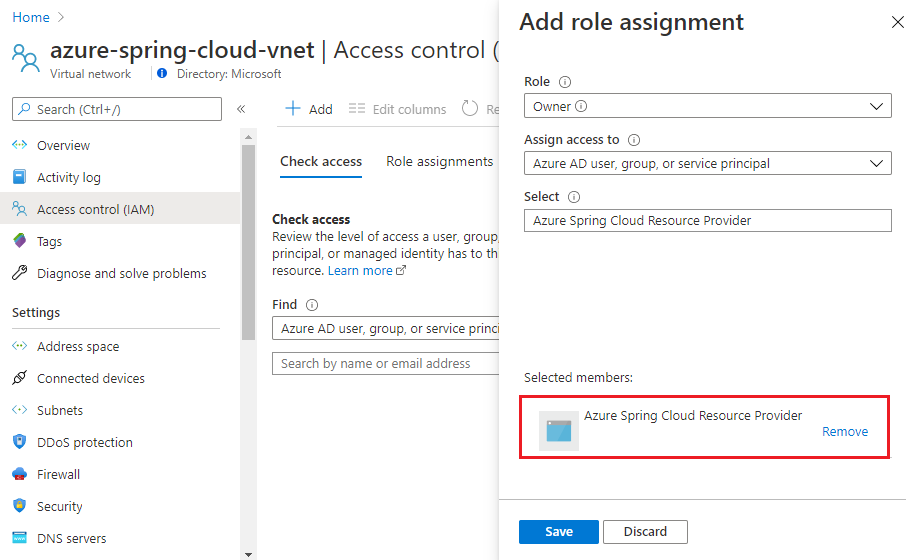 Home
azure-spring-cloud-vnet | Access control (
Virtual network
Directory: Microsoft
Search (Ctrl+/)
Overview
Activity log
Access control (IAM)
Tags
Diagnose and solve problems
Settings
Address space
Connected devices
Subnets
DDoS protection
Firewall
Security
DNS servers
Add
Edit columns
Re
Check access
Role assignments
Check access
Review the level of access a user, group,
principal, or managed identity has to th
resource. Learn more
Find
Azure AD user, group, or service princi
Search by name or email address
Add role assignment
Role
Owner
Assign access to
Azure AD user, group, or service principal
Select
Azure Spring Cloud Resource Provider
Selected members:
Azure Spring Cloud Resource Provider
Remove
Save
Discard